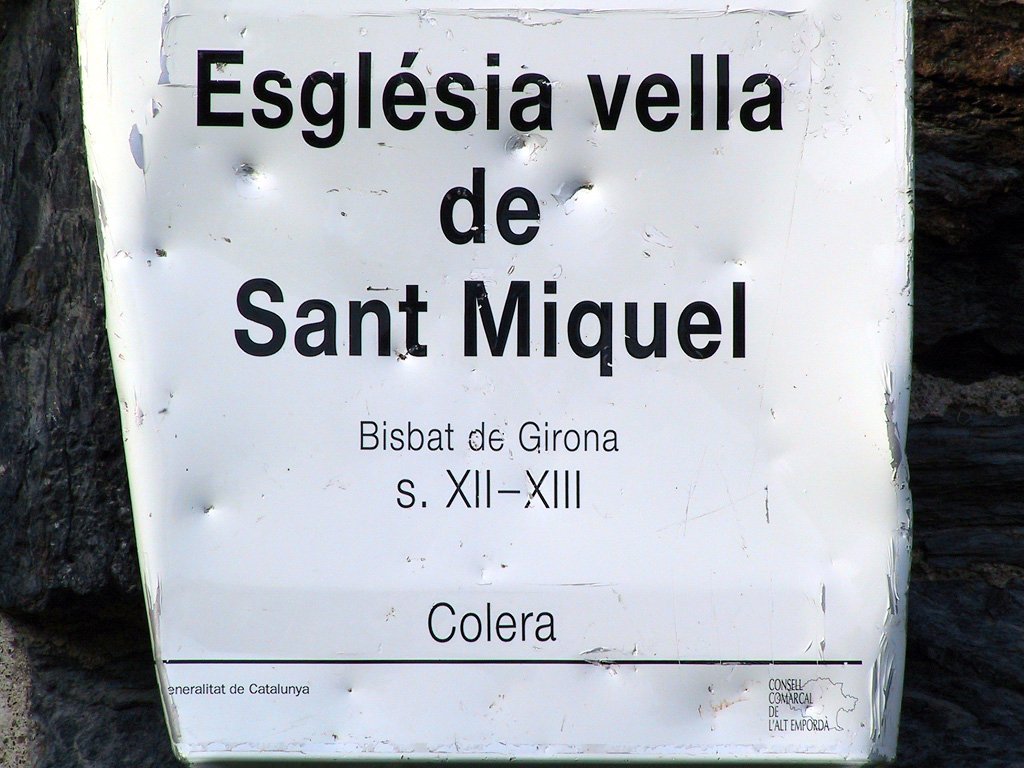 Església vella
de
Sant Miquel
Bisbat de Girona
s. XII–XIII
Colera
eneralitat de Catalunya
CONSELL
COMARCAL
DE
L'ALT EMPORDÀ